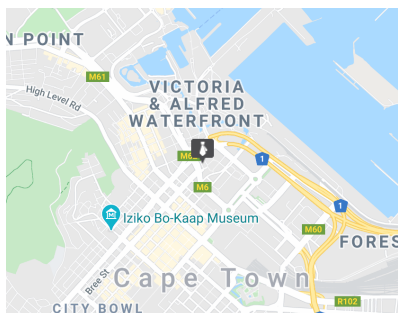 N POINT
M61
VICTORIA
& ALFRED
WATERFRONT
High Level Rd
M6
1
M6
Iziko Bo-Kaap Museum
1
M60
FORES
Bree St
Cape Town
CITY BOWL
R102